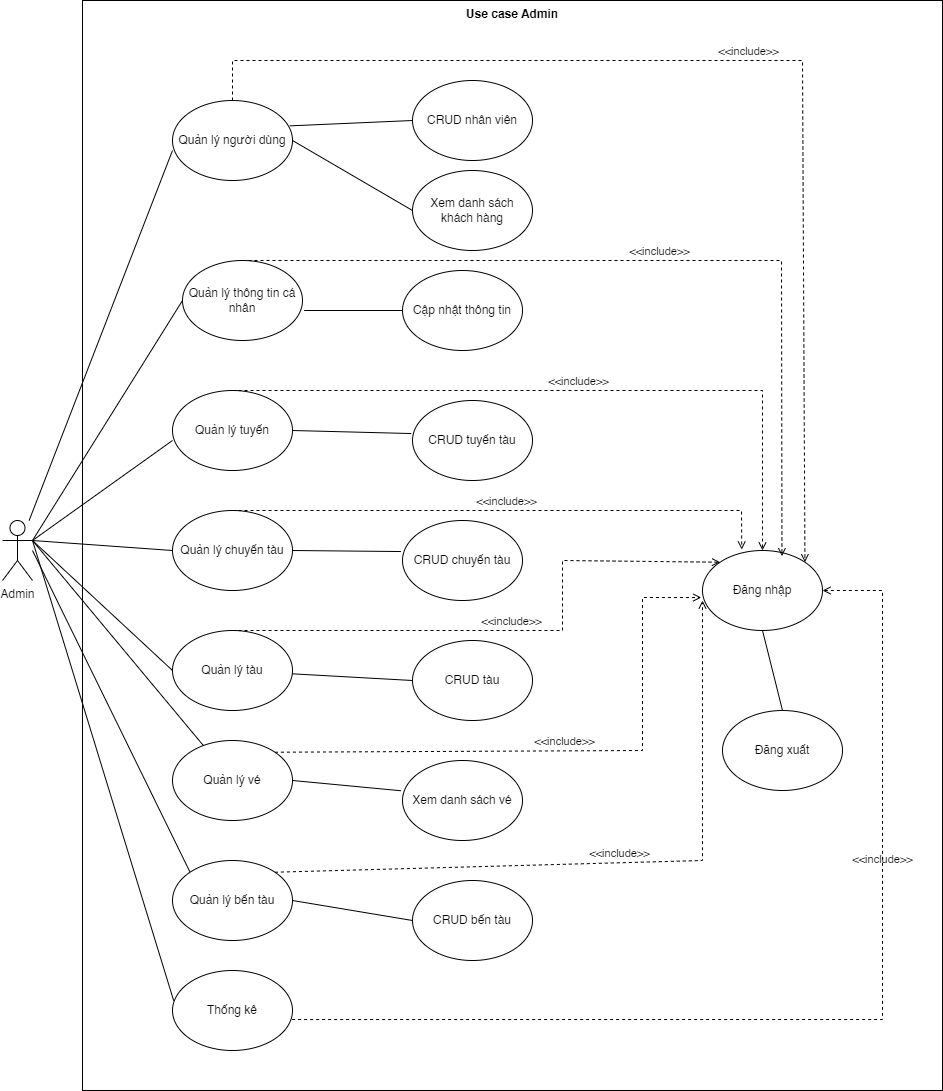 Use case Admin
<<include>>
CRUD nhân viên
Quản lý người dùng
Xem danh sách
khách hàng
<<include>>
Quản lý thông tin cá
nhân
Cập nhật thông tin
<<include>>
Quản lý tuyến
CRUD tuyến tàu
<<include>>
Quản lý chuyến tàu
CRUD chuyến tàu
Đăng nhập
Admin
<<include>>
Quản lý tàu
CRUD tàu
<<include>>
Đăng xuất
Quản lý vé
Xem danh sách vé
<<include>>
<<include>>
Quản lý bến tàu
CRUD bến tàu
Thống kê